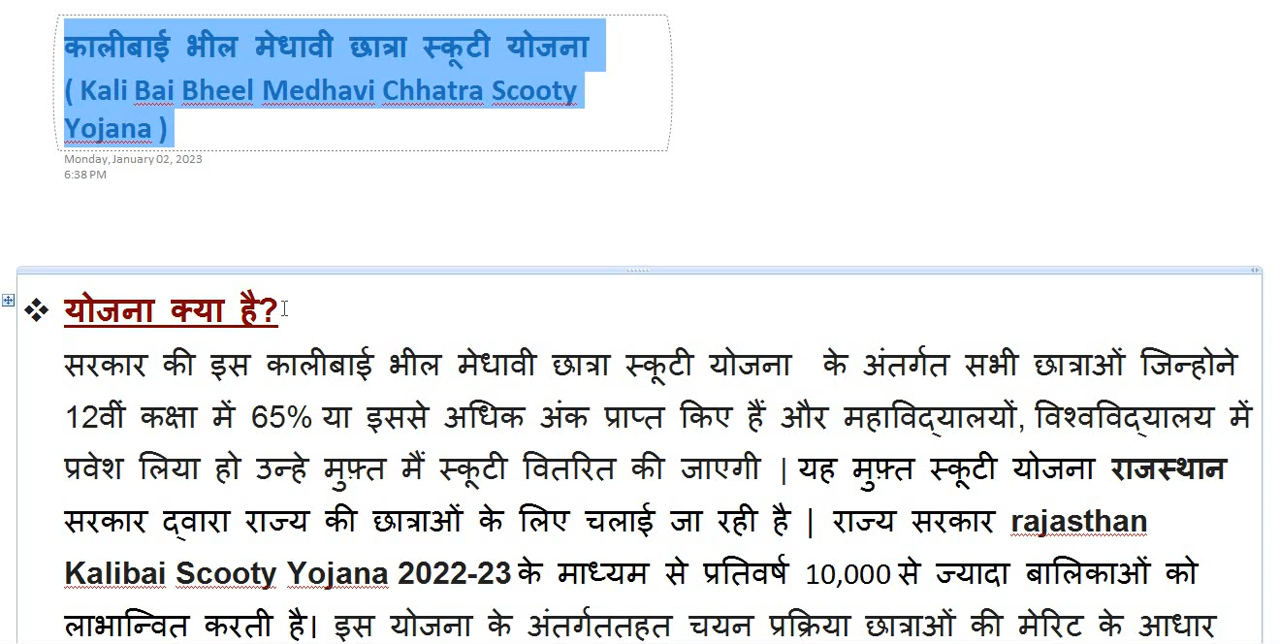 कालीबाई भील मेधावी छात्रा स्कूटी योजना
( Kali Bai Bheel Medhavi Chhatra Scooty
Yojana )
Monday, January 02, 2023
6:38 PM
❖ योजना क्या है?
सरकार की इस कालीबाई भील मेधावी छात्रा स्कूटी योजना के अंतर्गत सभी छात्राओं जिन्होने
12वीं कक्षा में 65% या इससे अधिक अंक प्राप्त किए हैं और महाविद्यालयों, विश्वविद्यालय में
प्रवेश लिया हो उन्हे मुफ़्त मैं स्कूटी वितरित की जाएगी | यह मुफ़्त स्कूटी योजना राजस्थान
सरकार द्वारा राज्य की छात्राओं के लिए चलाई जा रही है | राज्य सरकार rajasthan
Kalibai Scooty Yojana 2022-23 के माध्यम से प्रतिवर्ष 10,000 से ज्यादा बालिकाओं को
लाभान्वित करती है। इस योजना के अंतर्गततहत चयन प्रक्रिया छात्राओं की मेरिट के आधार